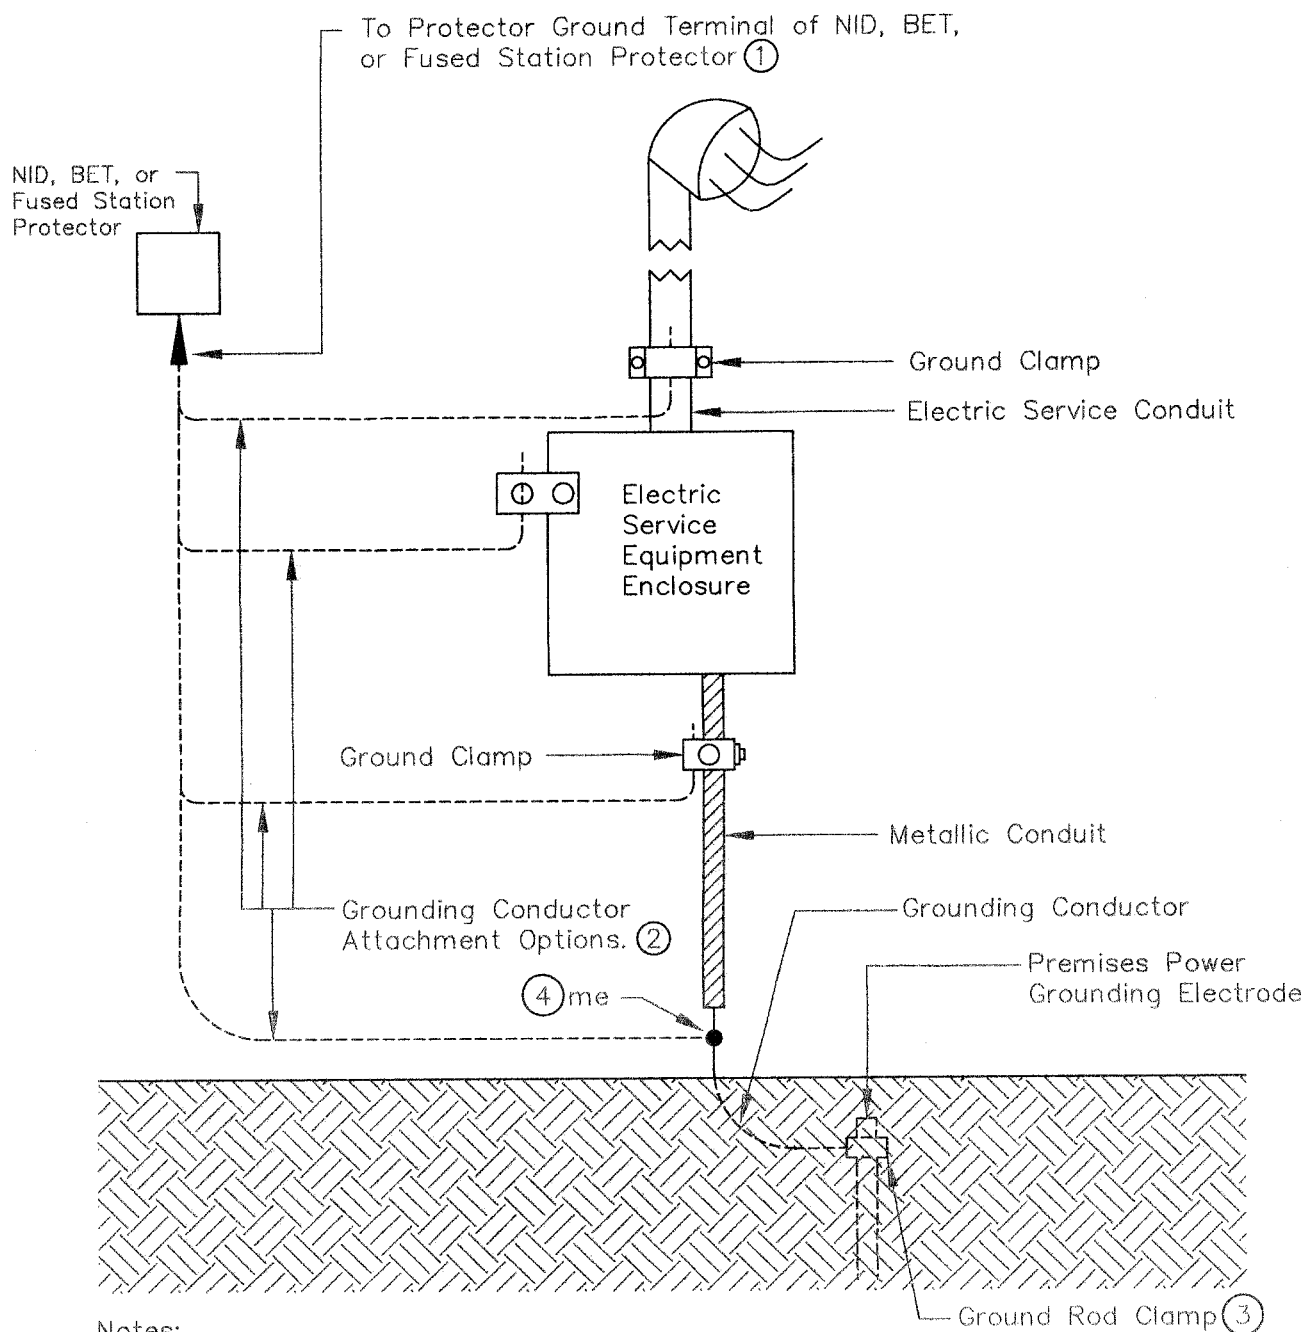 To Protector Ground Terminal of NID, BET,
or Fused Station Protector 1
NID, BET, or
Fused Station
Protector
Ground Clamp
Electric Service Conduit
Electric
Service
Equipment
Enclosure
Ground Clamp
Metallic Conduit
Grounding Conductor
Attachment Options. 2
Grounding Conductor
Premises Power
Grounding Electrode
4 me
Ground Rod Clamp 3
Notes: